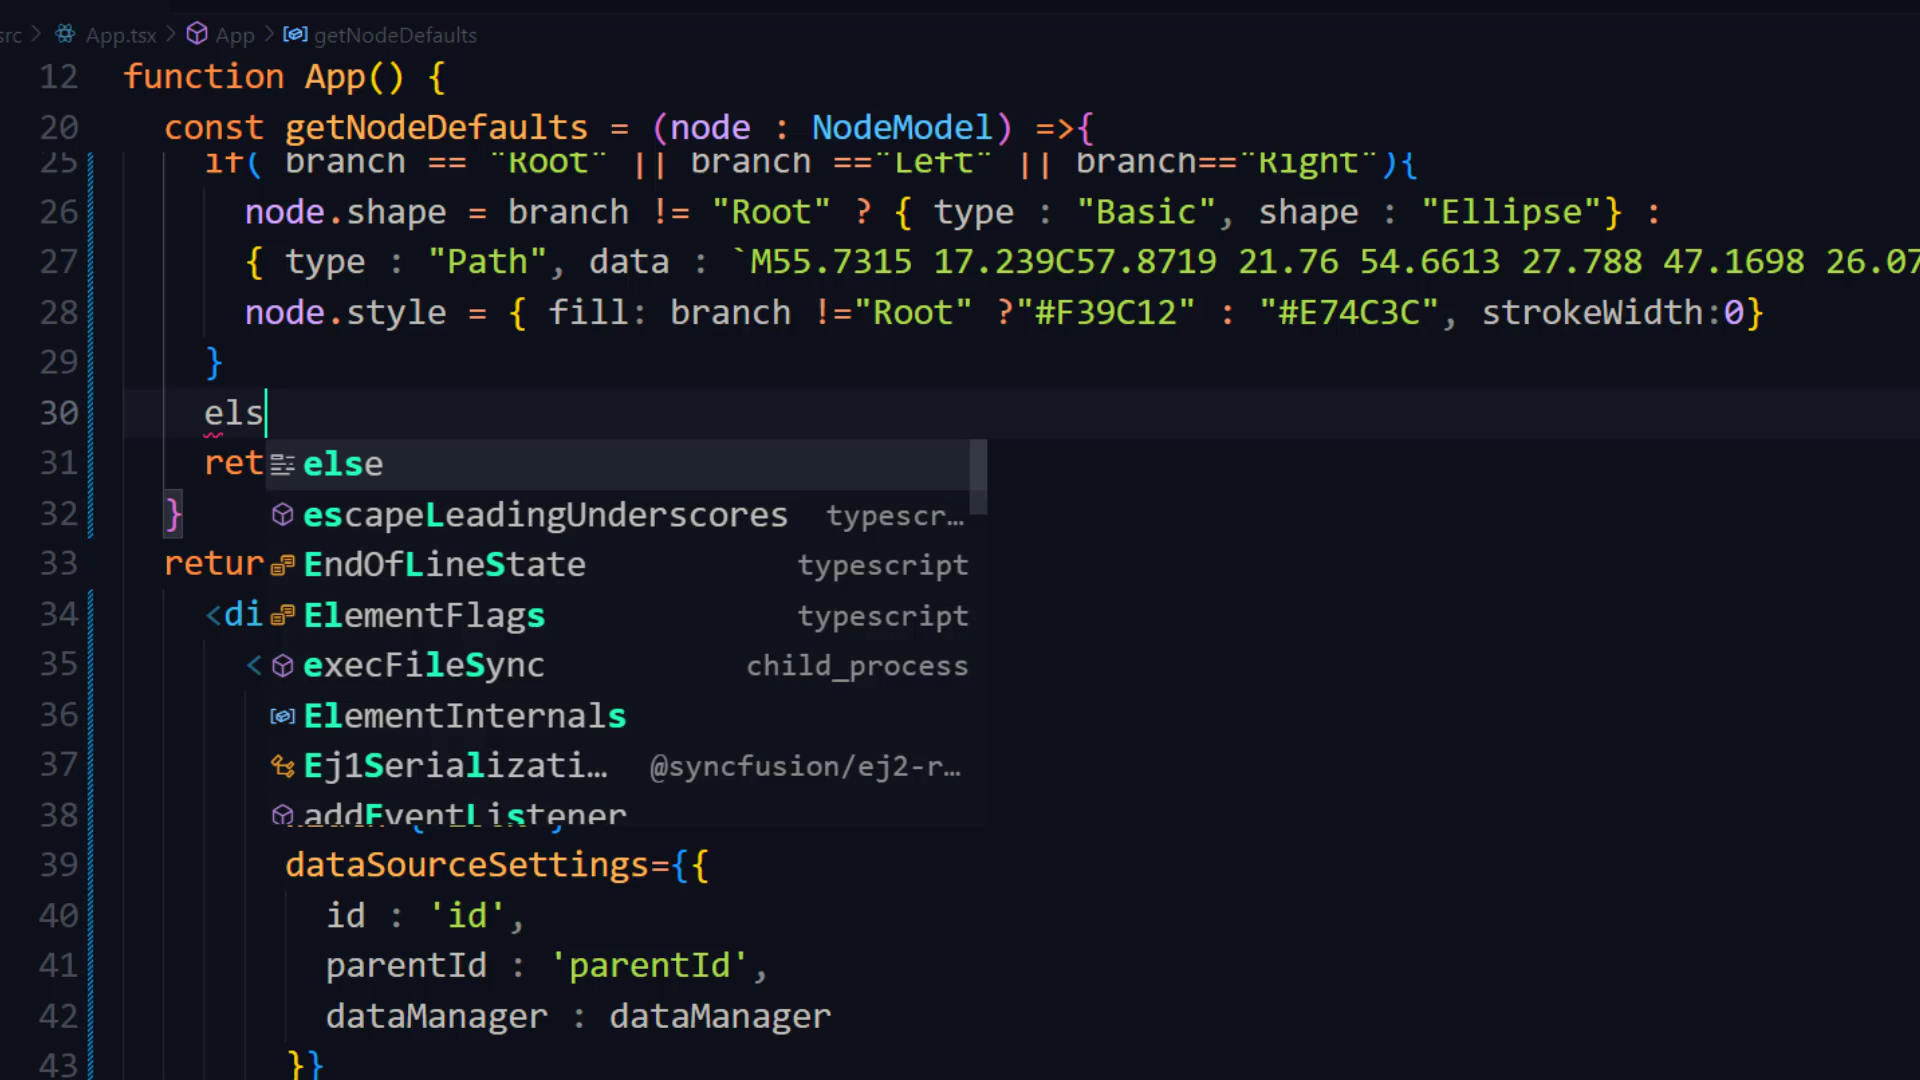 src > App.tsx > App > getNodeDefaults
12 function App() {
20 const getNodeDefaults = (node : NodeModel) =>{
25 if( branch == "Root" || branch =="Left" || branch=="Right"){
26 node.shape = branch != "Root" ? { type : "Basic", shape : "Ellipse"} :
27 { type : "Path", data : `M55.7315 17.239C57.8719 21.76 54.6613 27.788 47.1698 26.07
28 node.style = { fill: branch !="Root" ?"#F39C12" : "#E74C3C", strokeWidth:0}
29 }
30 els
31 ret
else
escapeLeadingUnderscores typescr…
32 }
33 retur
EndOfLineState typescript
34 <di
ElementFlags typescript
35 <
execFileSync child_process
36
ElementInternals
37
Ej1Serializati… @syncfusion/ej2-r…
38
addEventListener
39 dataSourceSettings={{
40 id : 'id',
41 parentId : 'parentId',
42 dataManager : dataManager
43 }}